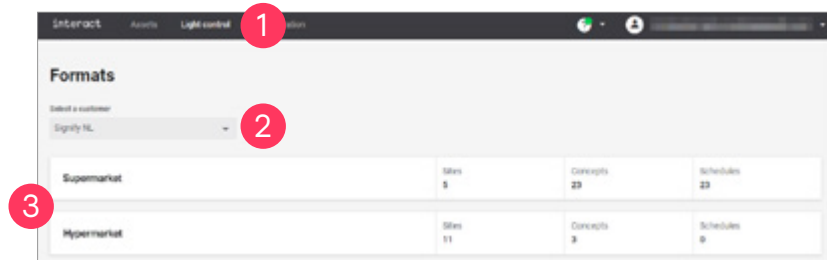 interact Assets Light control 1
Formats
Select a customer
Signify NL 2
Supermarket Sites Concepts Schedules
5 23 23
3
Hypermarket Sites Concepts Schedules
11 3 0